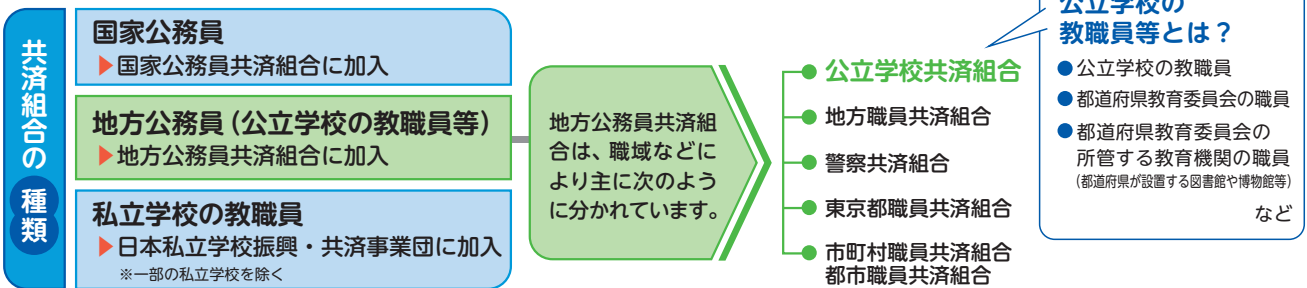 共済組合の
種類
国家公務員
▶国家公務員共済組合に加入
地方公務員(公立学校の教職員等)
▶地方公務員共済組合に加入
私立学校の教職員
▶日本私立学校振興・共済事業団に加入
※一部の私立学校を除く
地方公務員共済組
合は、職域などに
より主に次のよう
に分かれています。
●公立学校共済組合
●地方職員共済組合
●警察共済組合
●東京都職員共済組合
●市町村職員共済組合
都市職員共済組合
公立学校の
教職員等とは?
●公立学校の教職員
●都道府県教育委員会の職員
●都道府県教育委員会の
所管する教育機関の職員
(都道府県が設置する図書館や博物館等)
など